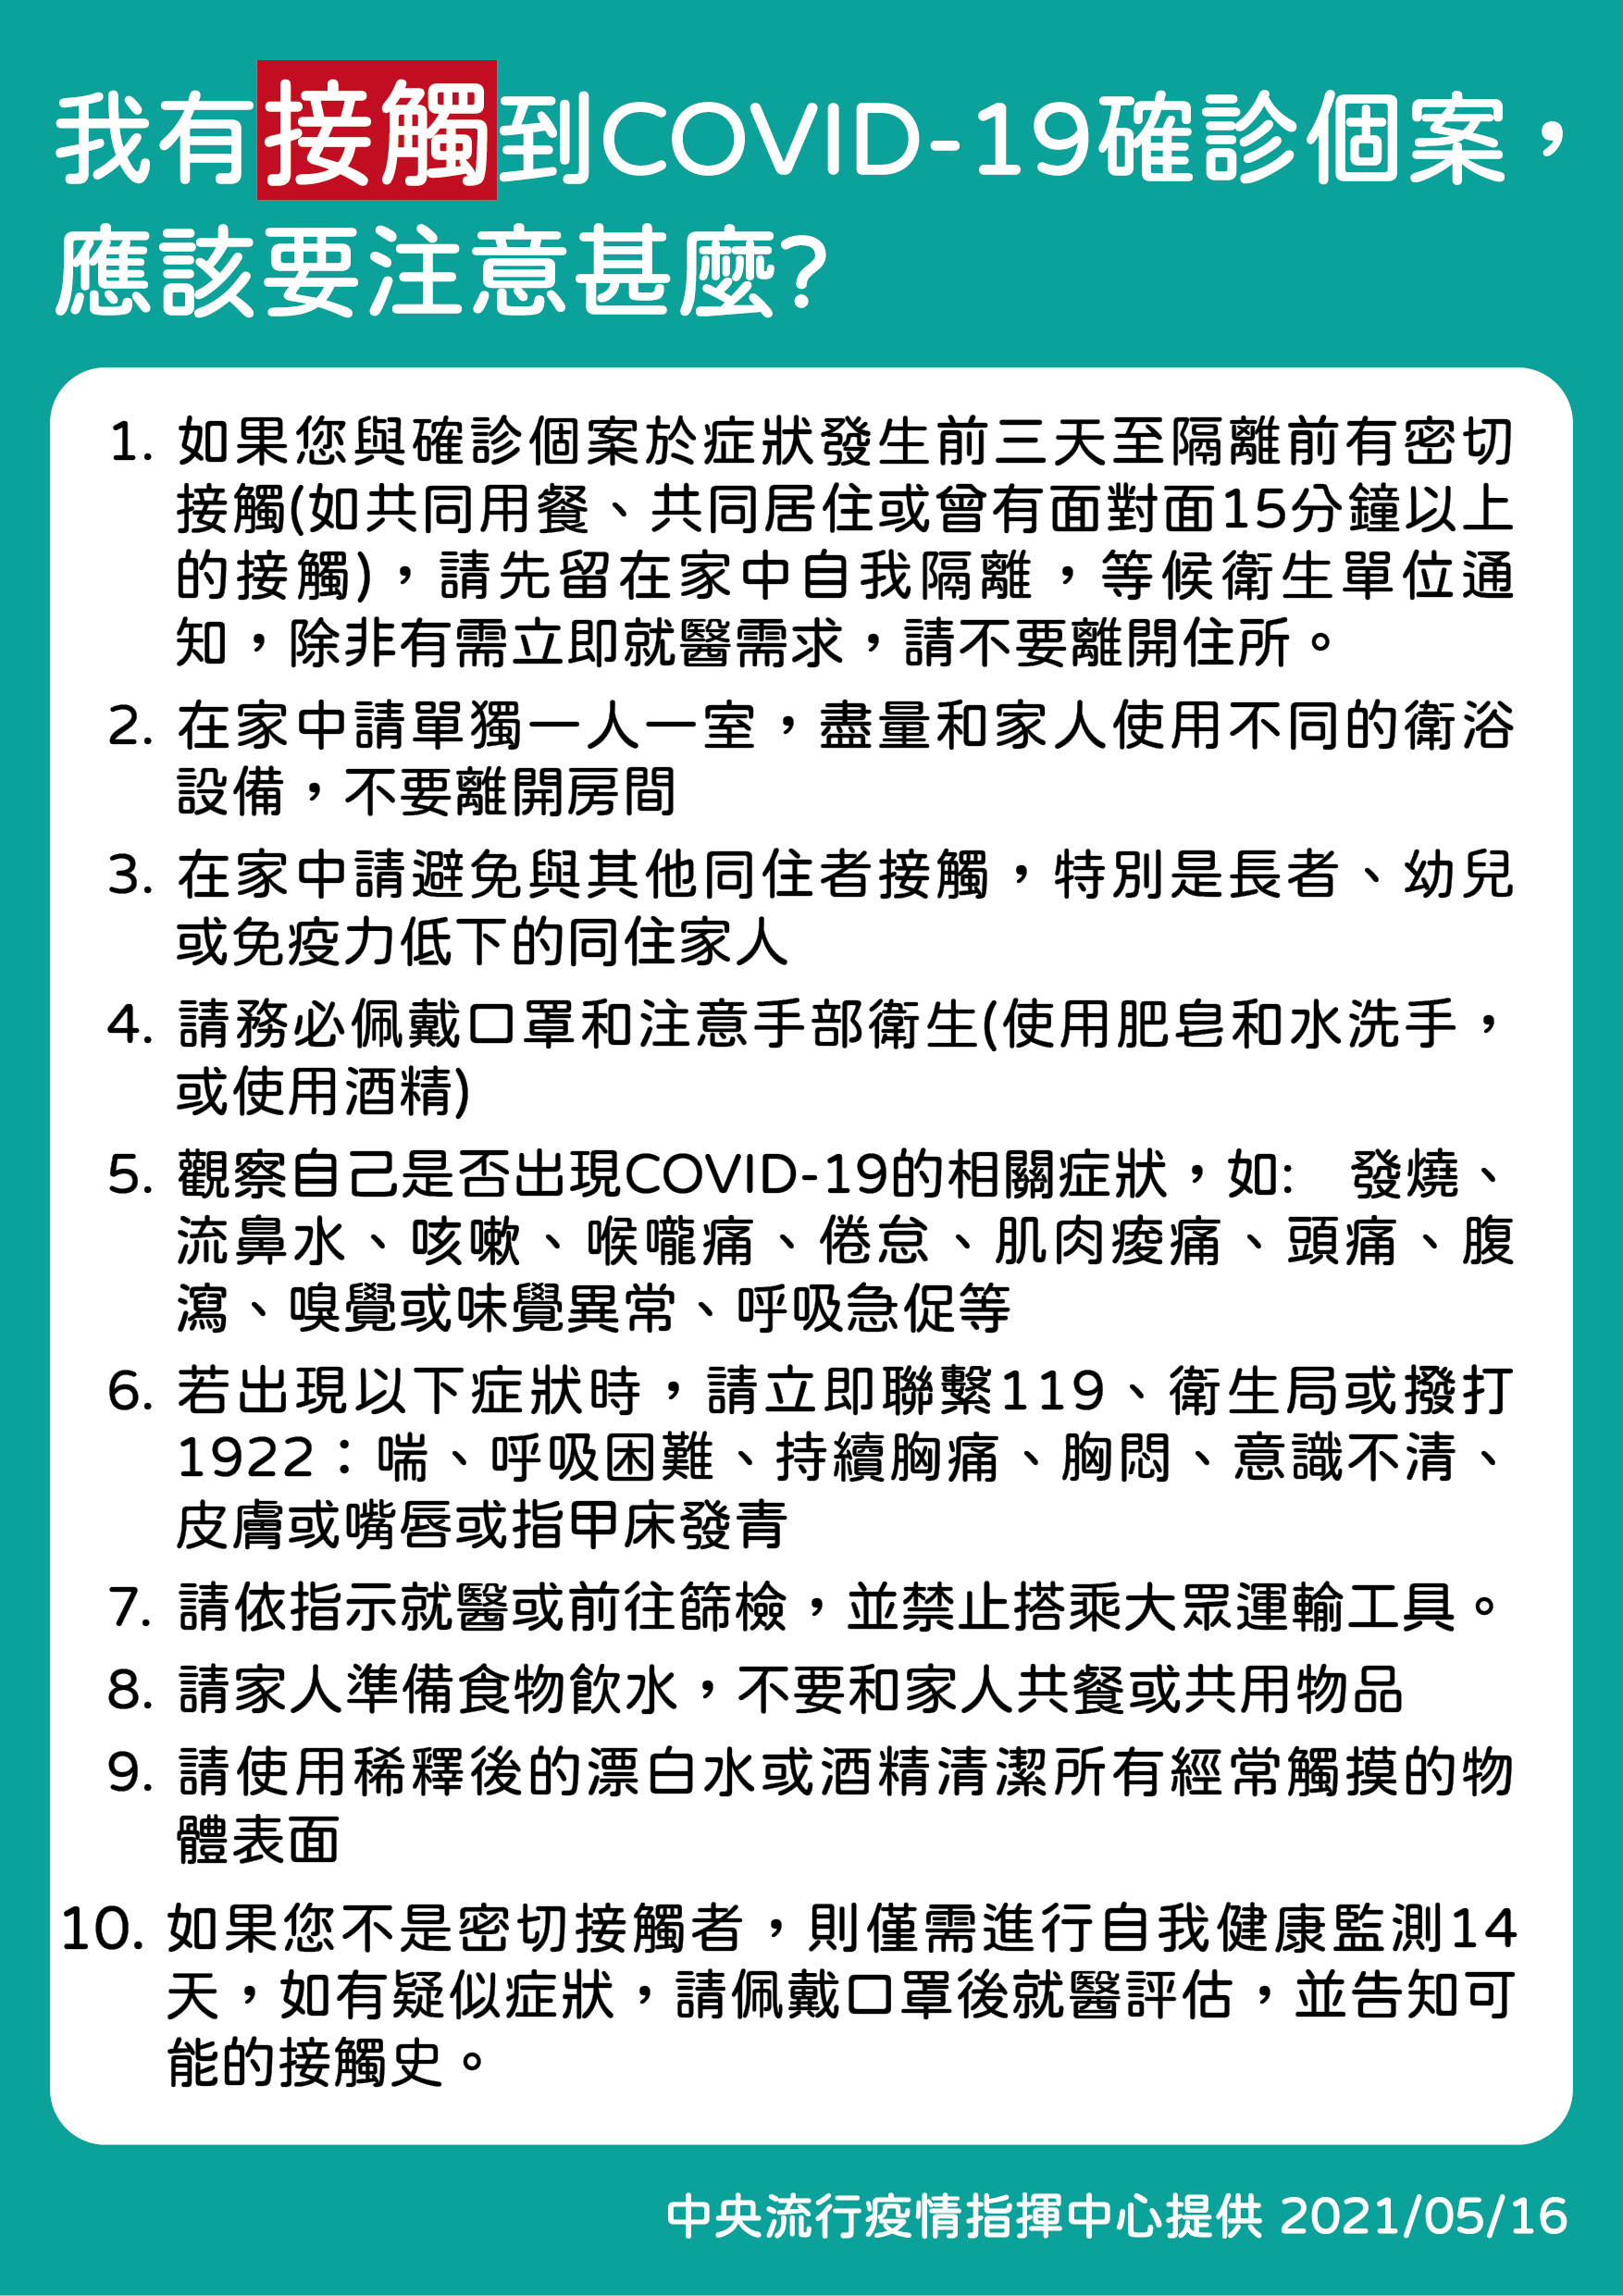 我有接觸到COVID-19確診個案，
應該要注意甚麼?
1. 如果您與確診個案於症狀發生前三天至隔離前有密切
接觸(如共同用餐、共同居住或曾有面對面15分鐘以上
的接觸)，請先留在家中自我隔離，等候衛生單位通
知，除非有需立即就醫需求，請不要離開住所。
2. 在家中請單獨一人一室，盡量和家人使用不同的衛浴
設備，不要離開房間
3. 在家中請避免與其他同住者接觸，特別是長者、幼兒
或免疫力低下的同住家人
4. 請務必佩戴口罩和注意手部衛生(使用肥皂和水洗手，
或使用酒精)
5. 觀察自己是否出現COVID-19的相關症狀，如: 發燒、
流鼻水、咳嗽、喉嚨痛、倦怠、肌肉痠痛、頭痛、腹
瀉、嗅覺或味覺異常、呼吸急促等
6. 若出現以下症狀時，請立即聯繫119、衛生局或撥打
1922：喘、呼吸困難、持續胸痛、胸悶、意識不清、
皮膚或嘴唇或指甲床發青
7. 請依指示就醫或前往篩檢，並禁止搭乘大眾運輸工具。
8. 請家人準備食物飲水，不要和家人共餐或共用物品
9. 請使用稀釋後的漂白水或酒精清潔所有經常觸摸的物
體表面
10. 如果您不是密切接觸者，則僅需進行自我健康監測14
天，如有疑似症狀，請佩戴口罩後就醫評估，並告知可
能的接觸史。
中央流行疫情指揮中心提供 2021/05/16